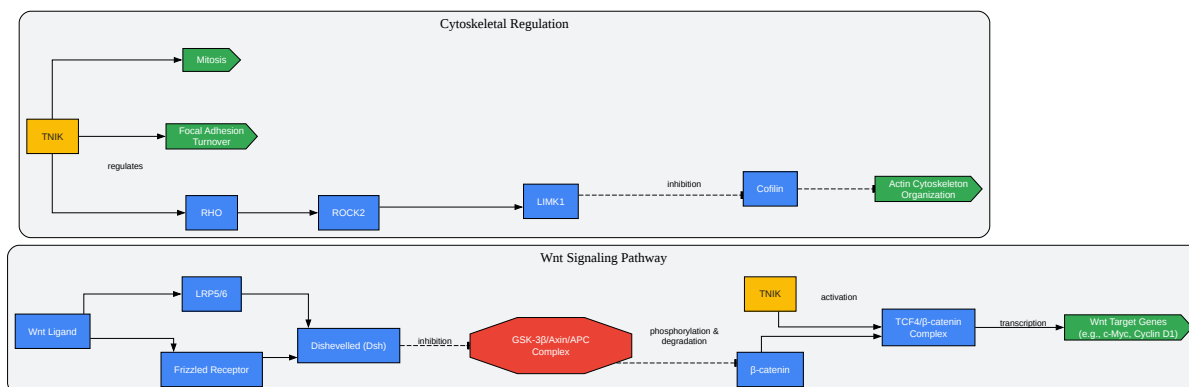 Cytoskeletal Regulation
Mitosis
TNIK
Focal Adhesion
Turnover
regulates
RHO
ROCK2
LIMK1
inhibition
Cofilin
Actin Cytoskeleton
Organization
Wnt Signaling Pathway
Wnt Ligand
LRP5/6
Frizzled Receptor
Dishevelled (Dsh)
inhibition
GSK-3β/Axin/APC
Complex
phosphorylation &
degradation
TNIK
β-catenin
activation
TCF4/β-catenin
Complex
transcription
Wnt Target Genes
(e.g., c-Myc, Cyclin D1)